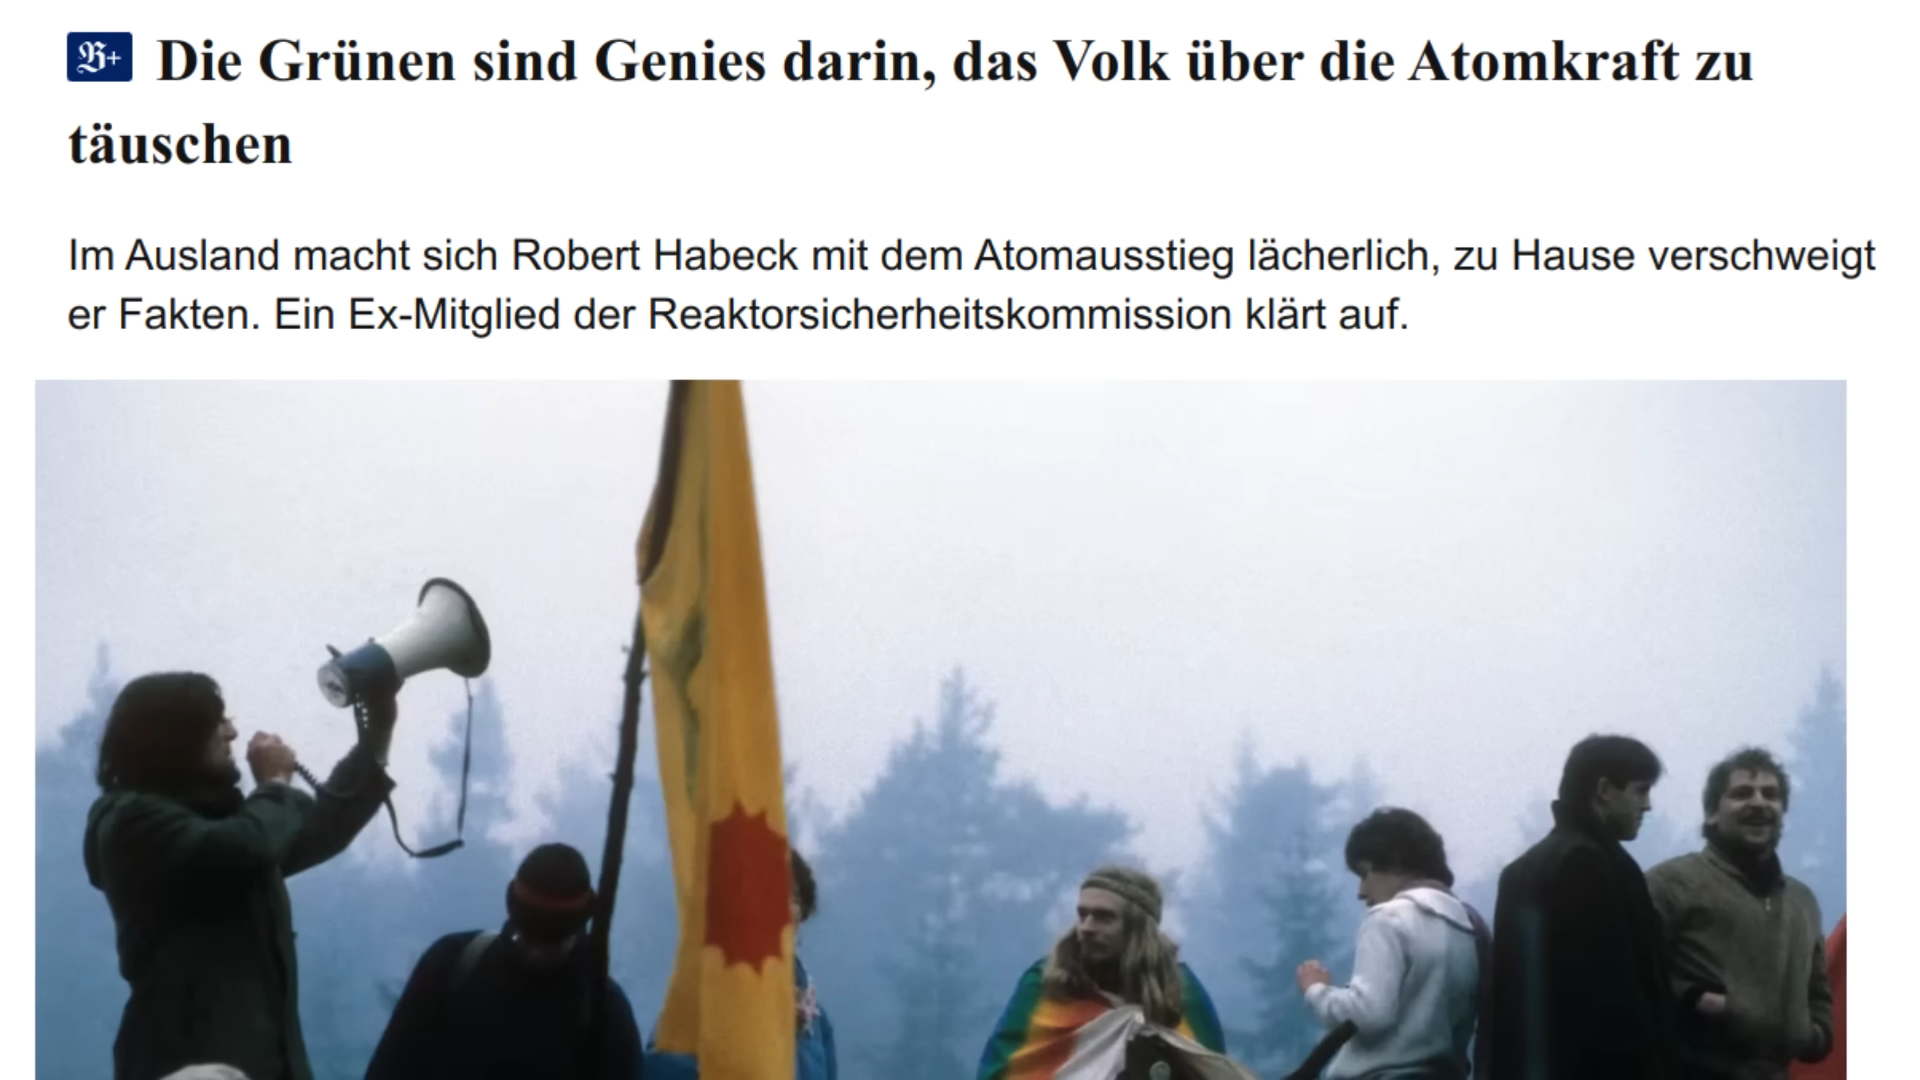 B+ Die Grünen sind Genies darin, das Volk über die Atomkraft zu
täuschen
Im Ausland macht sich Robert Habeck mit dem Atomausstieg lächerlich, zu Hause verschweigt
er Fakten. Ein Ex-Mitglied der Reaktorsicherheitskommission klärt auf.